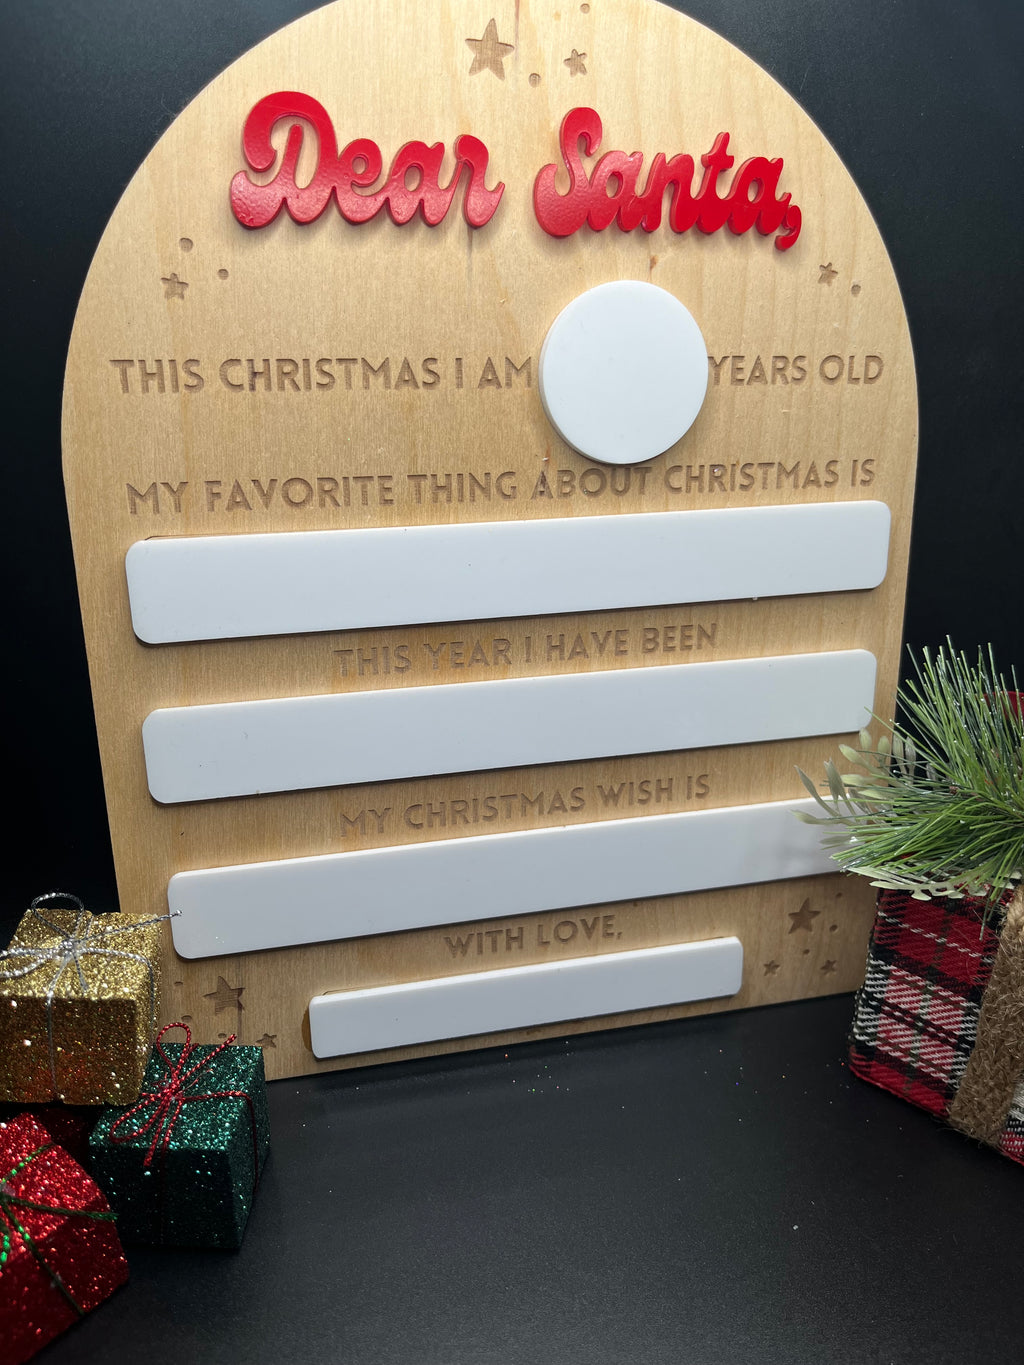 Dear Santa,
THIS CHRISTMAS I AM YEARS OLD
MY FAVORITE THING ABOUT CHRISTMAS IS
THIS YEAR I HAVE BEEN
MY CHRISTMAS WISH IS
WITH LOVE,